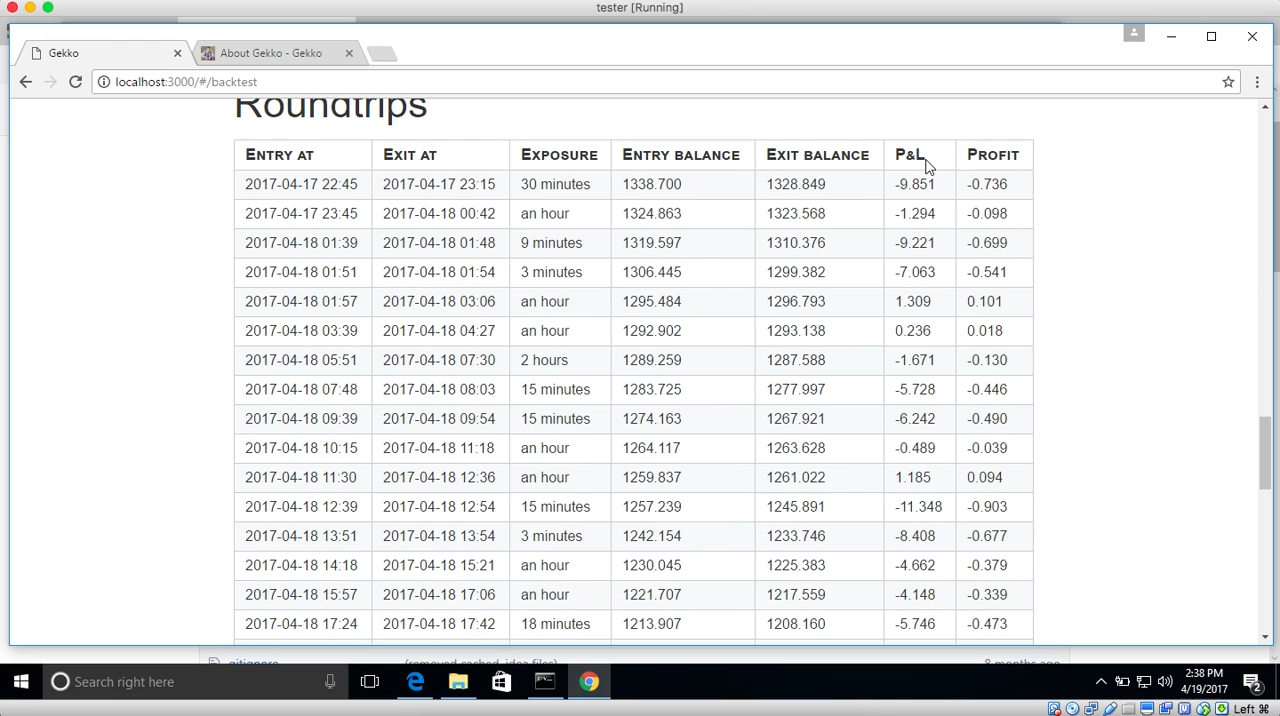 tester [Running]
Gekko
About Gekko - Gekko
localhost:3000/#/backtest
Roundtrips
ENTRY AT EXIT AT EXPOSURE ENTRY BALANCE EXIT BALANCE P&L PROFIT
2017-04-17 22:45 2017-04-17 23:15 30 minutes 1338.700 1328.849 -9.851 -0.736
2017-04-17 23:45 2017-04-18 00:42 an hour 1324.863 1323.568 -1.294 -0.098
2017-04-18 01:39 2017-04-18 01:48 9 minutes 1319.597 1310.376 -9.221 -0.699
2017-04-18 01:51 2017-04-18 01:54 3 minutes 1306.445 1299.382 -7.063 -0.541
2017-04-18 01:57 2017-04-18 03:06 an hour 1295.484 1296.793 1.309 0.101
2017-04-18 03:39 2017-04-18 04:27 an hour 1292.902 1293.138 0.236 0.018
2017-04-18 05:51 2017-04-18 07:30 2 hours 1289.259 1287.588 -1.671 -0.130
2017-04-18 07:48 2017-04-18 08:03 15 minutes 1283.725 1277.997 -5.728 -0.446
2017-04-18 09:39 2017-04-18 09:54 15 minutes 1274.163 1267.921 -6.242 -0.490
2017-04-18 10:15 2017-04-18 11:18 an hour 1264.117 1263.628 -0.489 -0.039
2017-04-18 11:30 2017-04-18 12:36 an hour 1259.837 1261.022 1.185 0.094
2017-04-18 12:39 2017-04-18 12:54 15 minutes 1257.239 1245.891 -11.348 -0.903
2017-04-18 13:51 2017-04-18 13:54 3 minutes 1242.154 1233.746 -8.408 -0.677
2017-04-18 14:18 2017-04-18 15:21 an hour 1230.045 1225.383 -4.662 -0.379
2017-04-18 15:57 2017-04-18 17:06 an hour 1221.707 1217.559 -4.148 -0.339
2017-04-18 17:24 2017-04-18 17:42 18 minutes 1213.907 1208.160 -5.746 -0.473
.gitignore (removed cached .idea files) 8 months ago
Search right here
2:38 PM
4/19/2017
2
Left ⌘